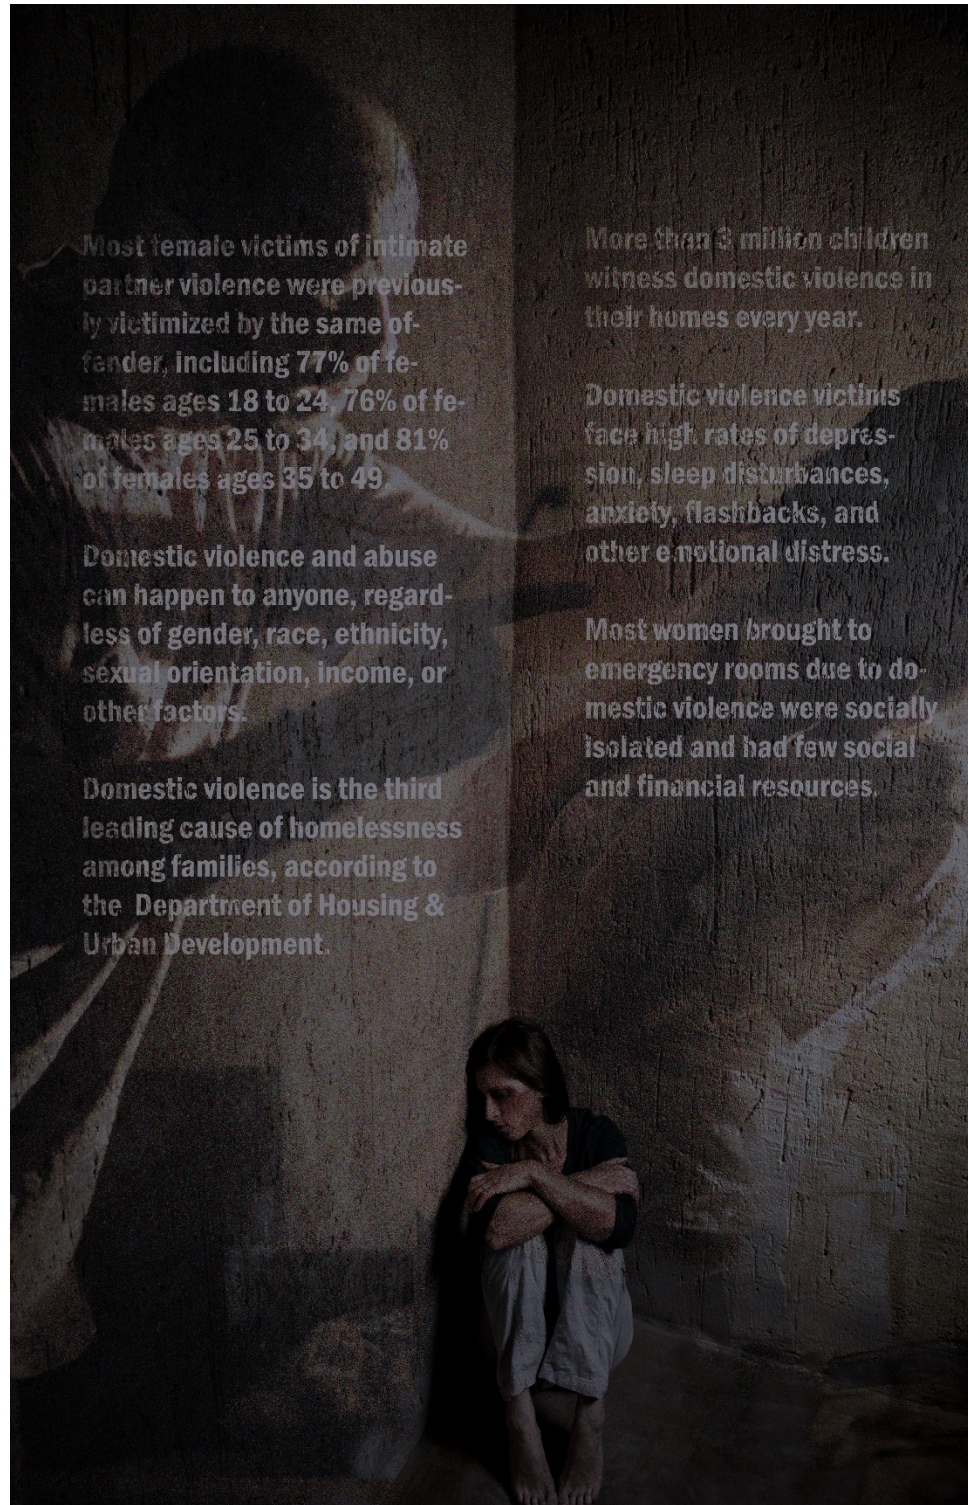 Most female victims of intimate
partner violence were previous-
ly victimized by the same of-
fender, including 77% of fe-
males ages 18 to 24, 76% of fe-
males ages 25 to 34, and 81%
of females ages 35 to 49.
Domestic violence and abuse
can happen to anyone, regard-
less of gender, race, ethnicity,
sexual orientation, income, or
other factors.
Domestic violence is the third
leading cause of homelessness
among families, according to
the  Department of Housing &
Urban Development.
More than 3 million children
witness domestic violence in
their homes every year.
Domestic violence victims
face high rates of depres-
sion, sleep disturbances,
anxiety, flashbacks, and
other emotional distress.
Most women brought to
emergency rooms due to do-
mestic violence were socially
isolated and had few social
and financial resources.